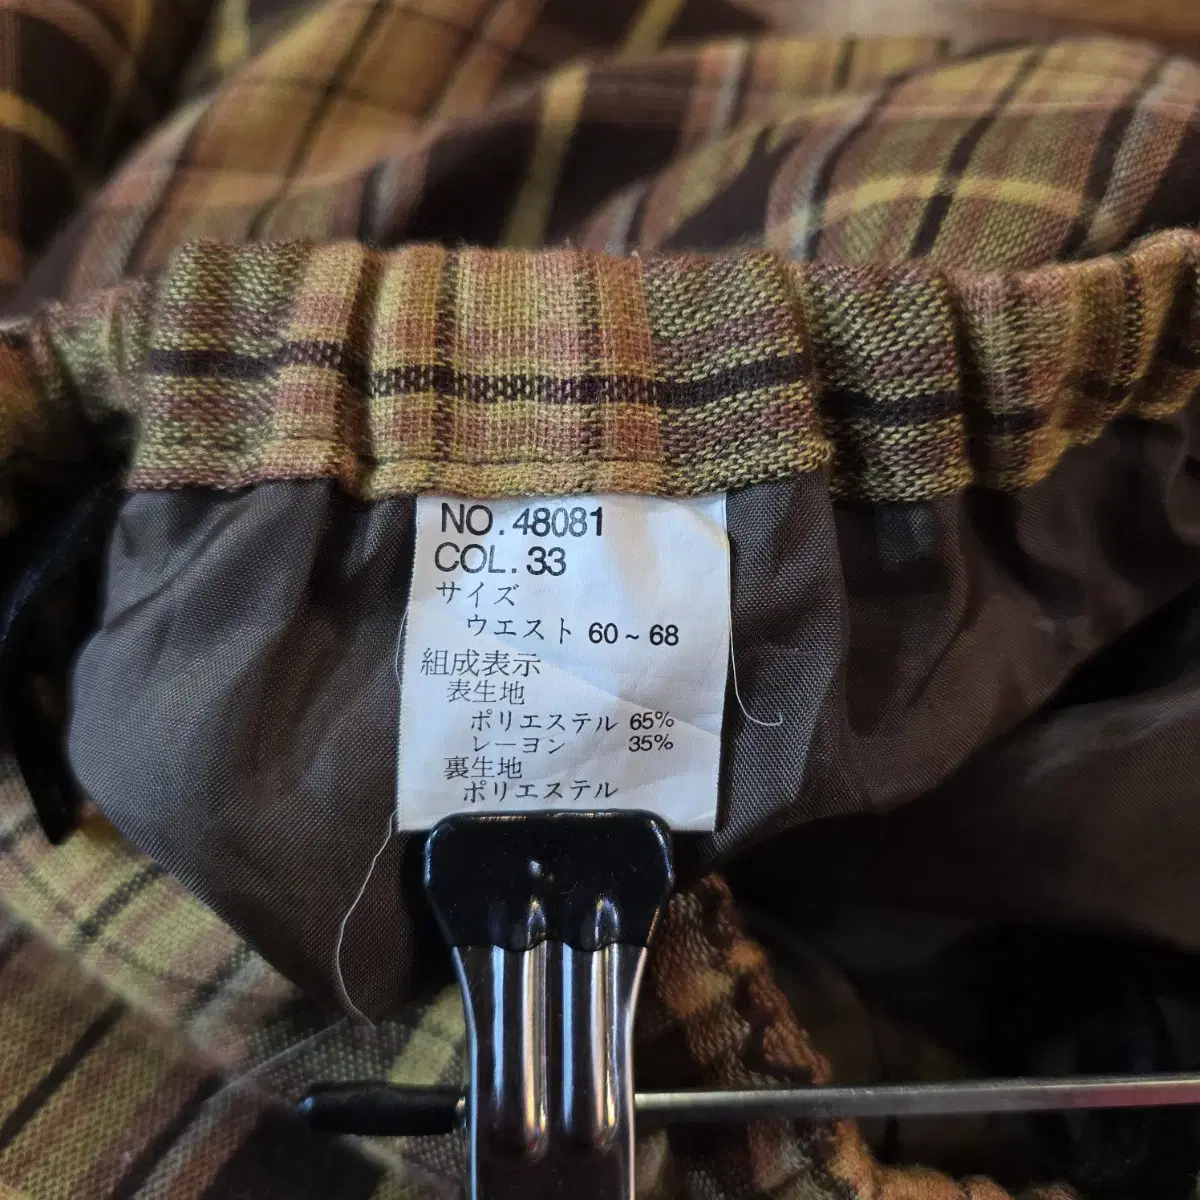 NO.48081
COL.33
サイズ
ウエスト 60~68
組成表示
表生地
ポリエステル 65%
レーヨン 35%
裏生地
ポリエステル